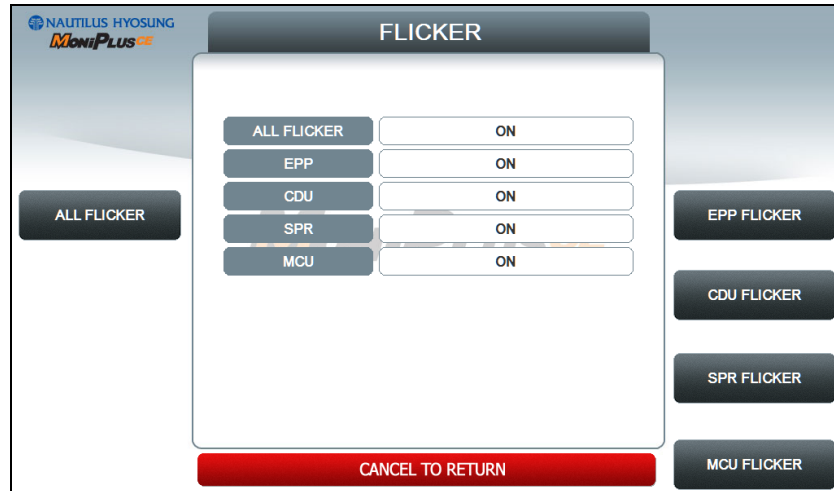 NAUTILUS HYOSUNG
MoniPlusCE
FLICKER
ALL FLICKER ON
EPP ON
CDU ON
SPR ON
MCU ON
ALL FLICKER
EPP FLICKER
CDU FLICKER
SPR FLICKER
MCU FLICKER
CANCEL TO RETURN